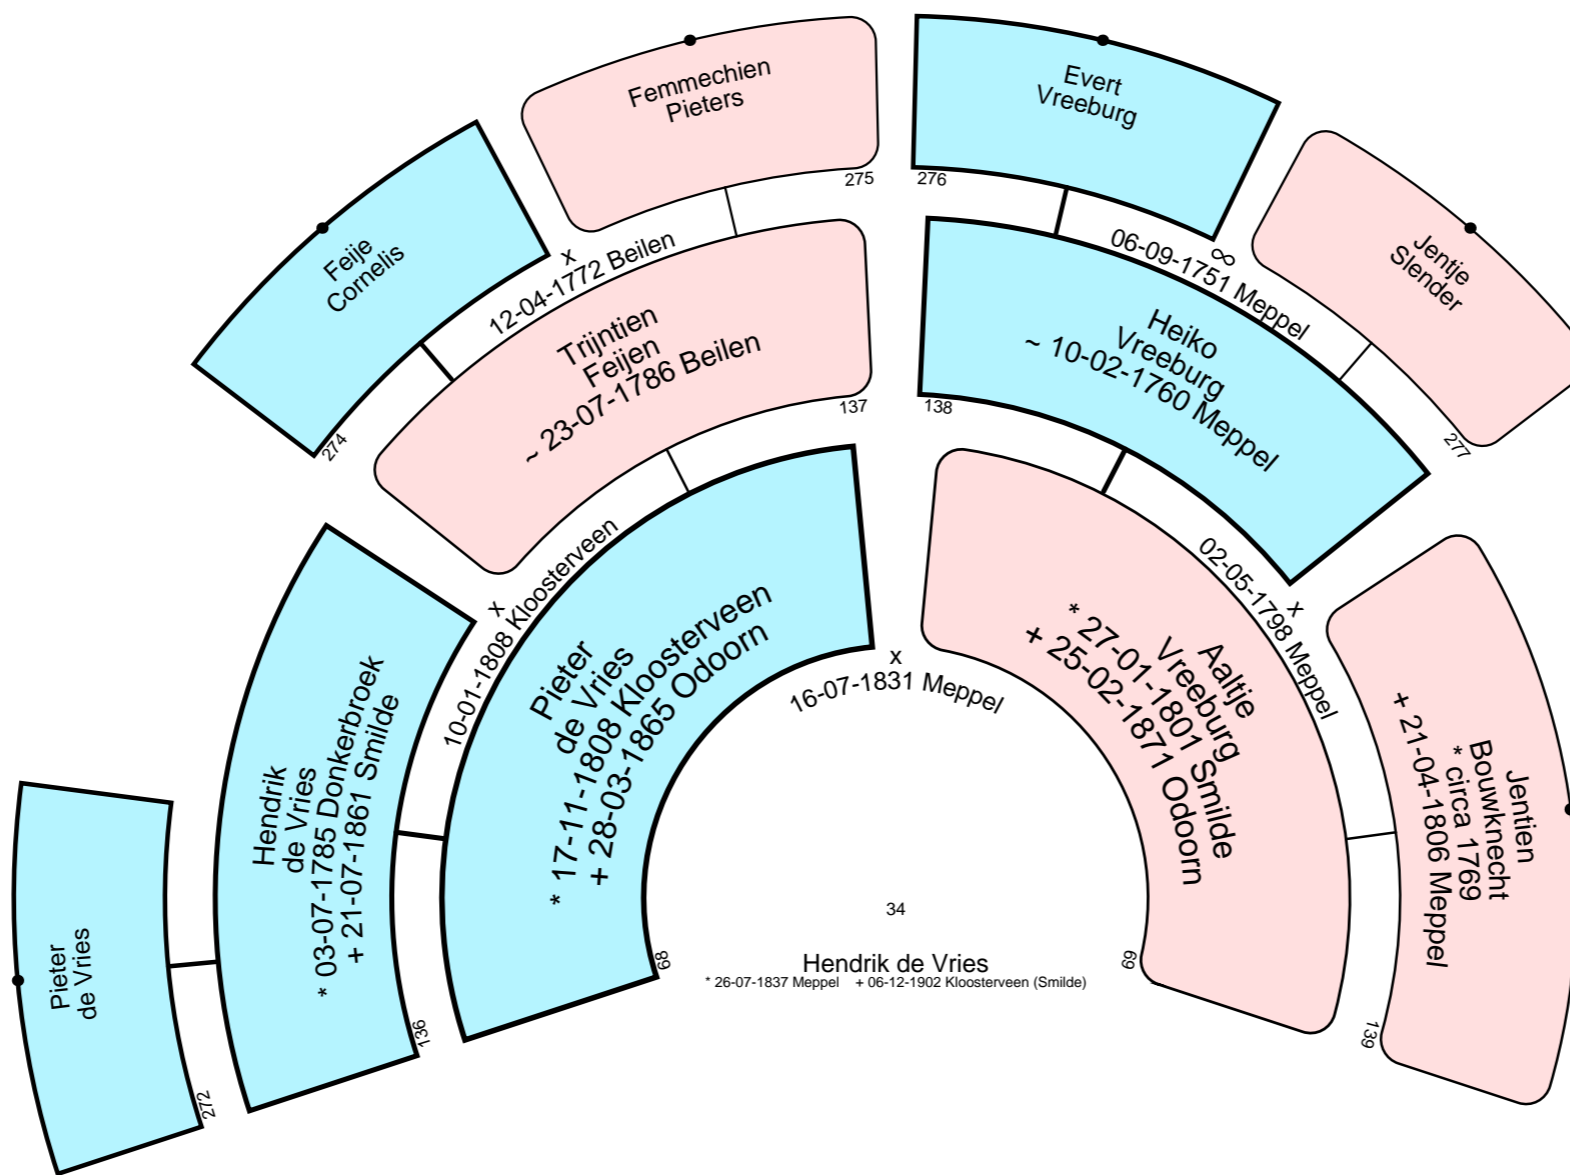 Femmechien
Pieters
275
Evert
Vreeburg
276
Feije
Cornelis
274
x
12-04-1772 Beilen
∞
06-09-1751 Meppel
Jentje
Slender
277
Trijntien
Feijen
~ 23-07-1786 Beilen
137
Heiko
Vreeburg
~ 10-02-1760 Meppel
138
x
10-01-1808 Kloosterveen
x
02-05-1798 Meppel
Pieter
de Vries
272
Hendrik
de Vries
* 03-07-1785 Donkerbroek
+ 21-07-1861 Smilde
136
Pieter
de Vries
* 17-11-1808 Kloosterveen
+ 28-03-1865 Odoorn
68
x
16-07-1831 Meppel
Aaltje
Vreeburg
* 27-01-1801 Smilde
+ 25-02-1871 Odoorn
69
Jentien
Bouwknecht
* circa 1769
+ 21-04-1806 Meppel
139
34
Hendrik de Vries
* 26-07-1837 Meppel + 06-12-1902 Kloosterveen (Smilde)